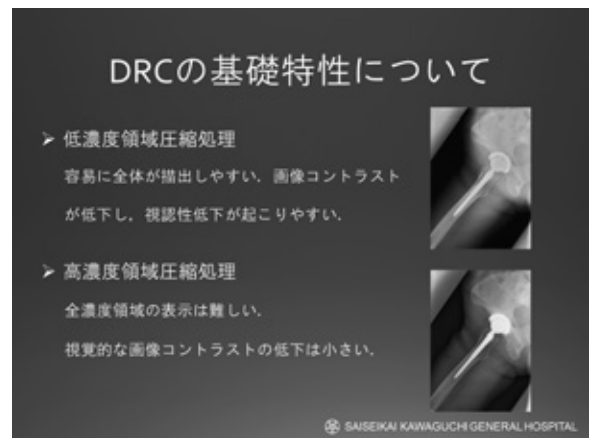 DRCの基礎特性について
➢ 低濃度領域圧縮処理
容易に全体が描出しやすい．画像コントラスト
が低下し，視認性低下が起こりやすい．
➢ 高濃度領域圧縮処理
全濃度領域の表示は難しい．
視覚的な画像コントラストの低下は小さい．
SAISEIKAI KAWAGUCHI GENERAL HOSPITAL